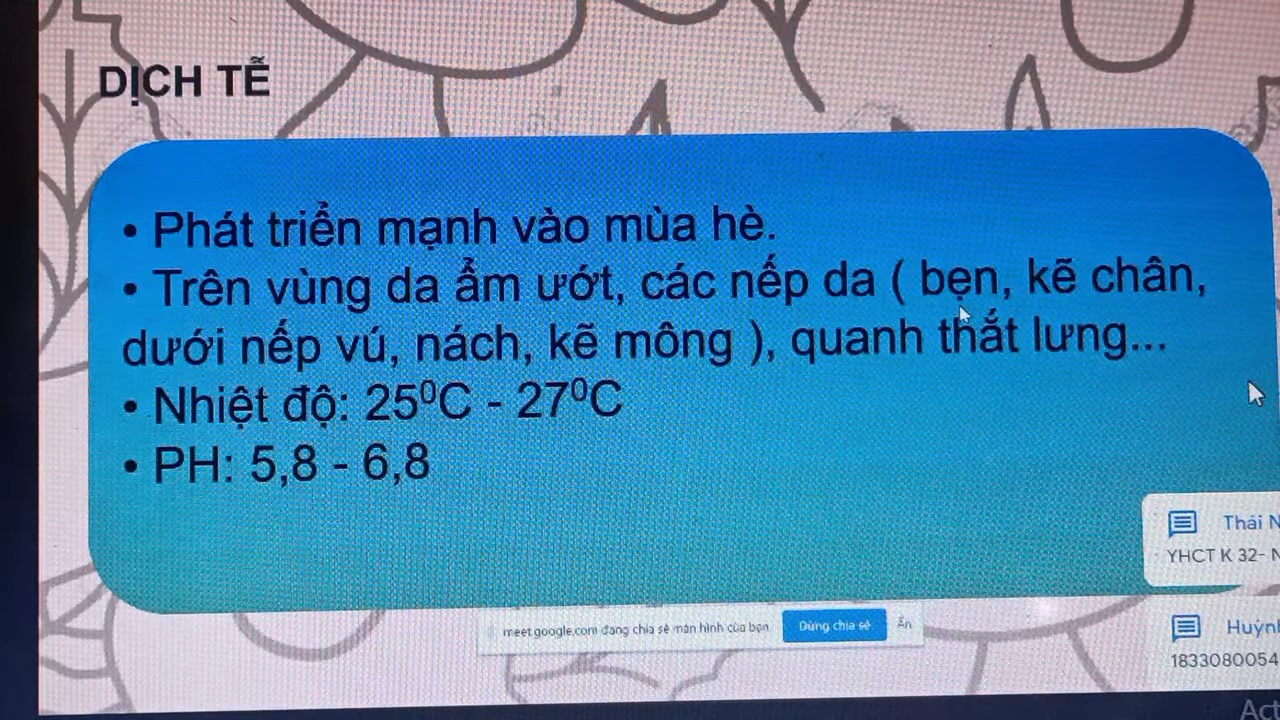 DỊCH TỄ
• Phát triển mạnh vào mùa hè.
• Trên vùng da ẩm ướt, các nếp da ( bẹn, kẽ chân,
dưới nếp vú, nách, kẽ mông ), quanh thắt lưng...
• Nhiệt độ: 25⁰C - 27⁰C
• PH: 5,8 - 6,8
Thái N
YHCT K 32- N
meet.google.com đang chia sẻ màn hình của bạn.
Dừng chia sẻ
Ẩn
Huỳnh
1833080054
Act